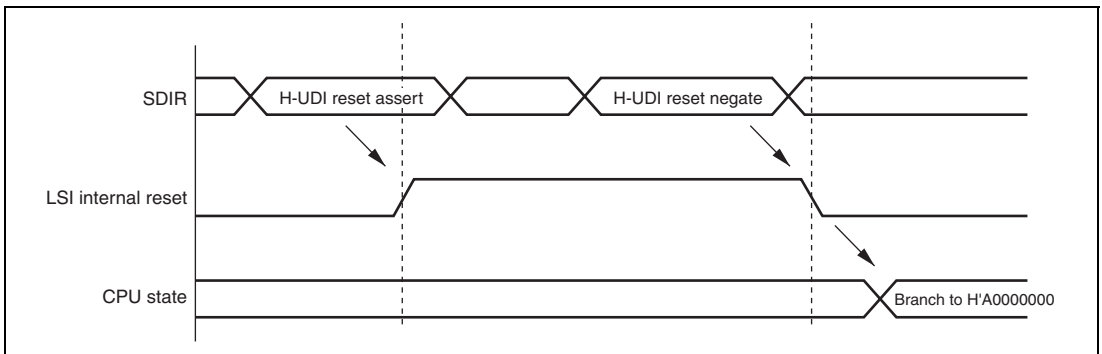 SDIR
H-UDI reset assert
H-UDI reset negate
LSI internal reset
CPU state
Branch to H'A0000000